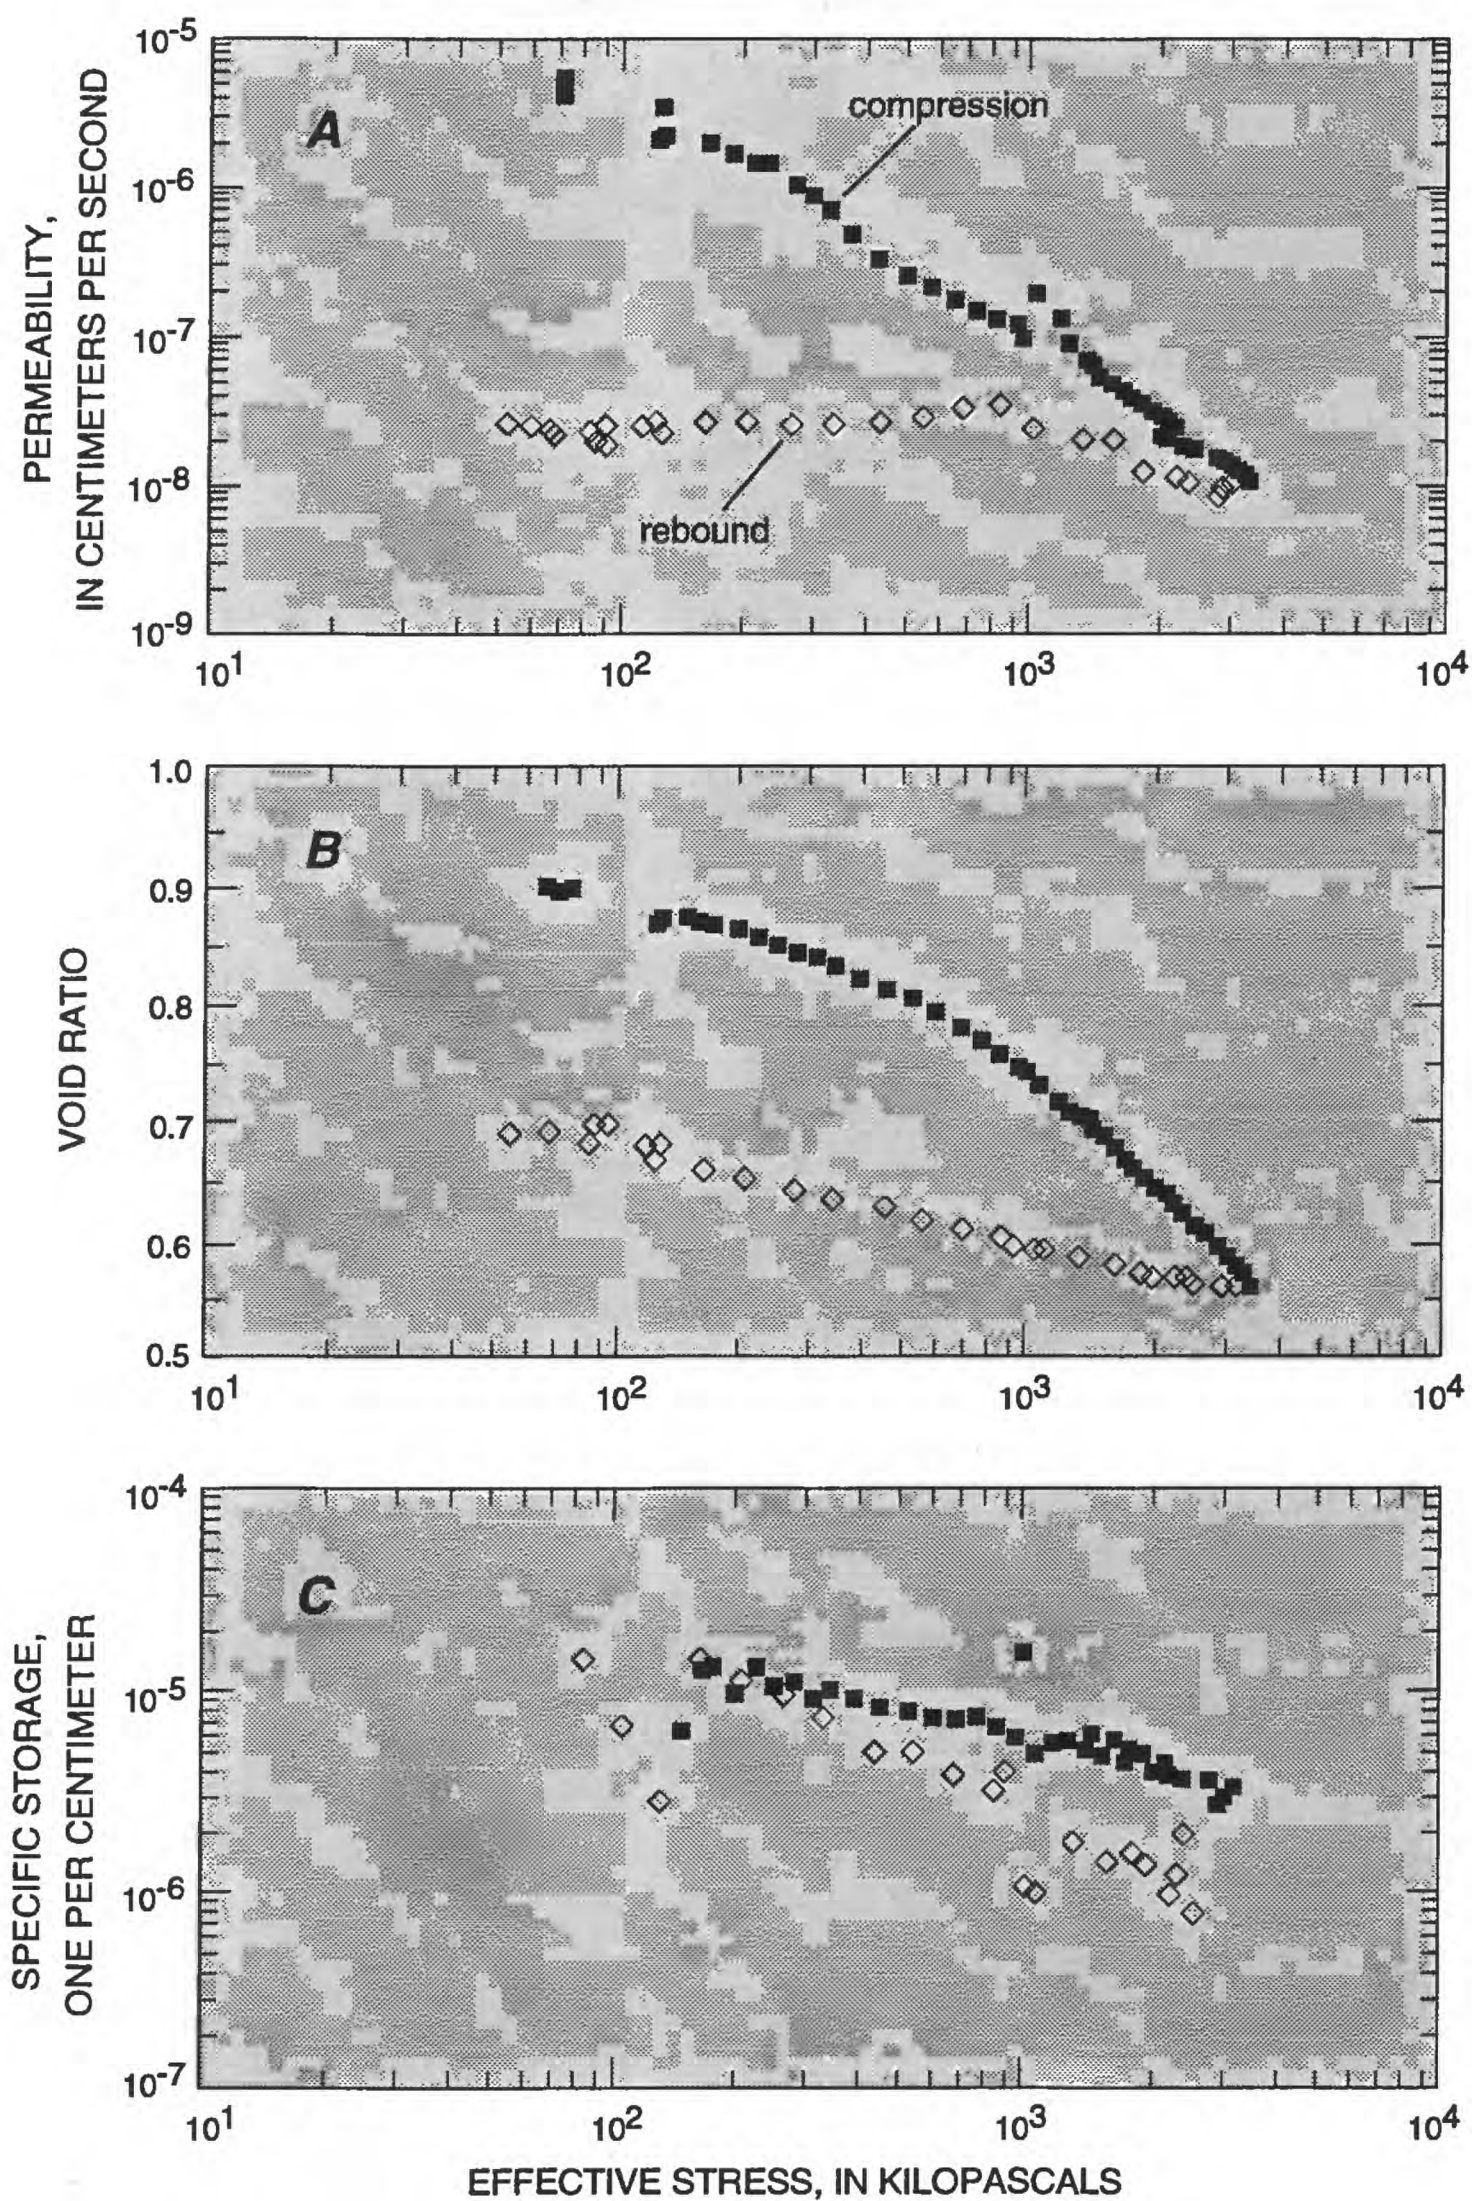 10-5
PERMEABILITY,
IN CENTIMETERS PER SECOND
A
compression
10-6
10-7
10-8
rebound
10-9
101 102 103 104
1.0
VOID RATIO
B
0.9
0.8
0.7
0.6
0.5
101 102 103 104
10-4
SPECIFIC STORAGE,
ONE PER CENTIMETER
C
10-5
10-6
10-7
101 102 103 104
EFFECTIVE STRESS, IN KILOPASCALS